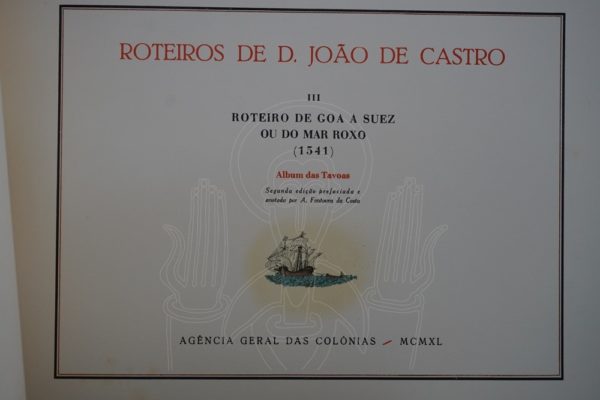 ROTEIROS DE D. JOÃO DE CASTRO
III
ROTEIRO DE GOA A SUEZ
OU DO MAR ROXO
(1541)
Album das Tavoas
Segunda edição prefaciada e
anotada por A. Fontoura da Costa
AGÊNCIA GERAL DAS COLÓNIAS - MCMXL